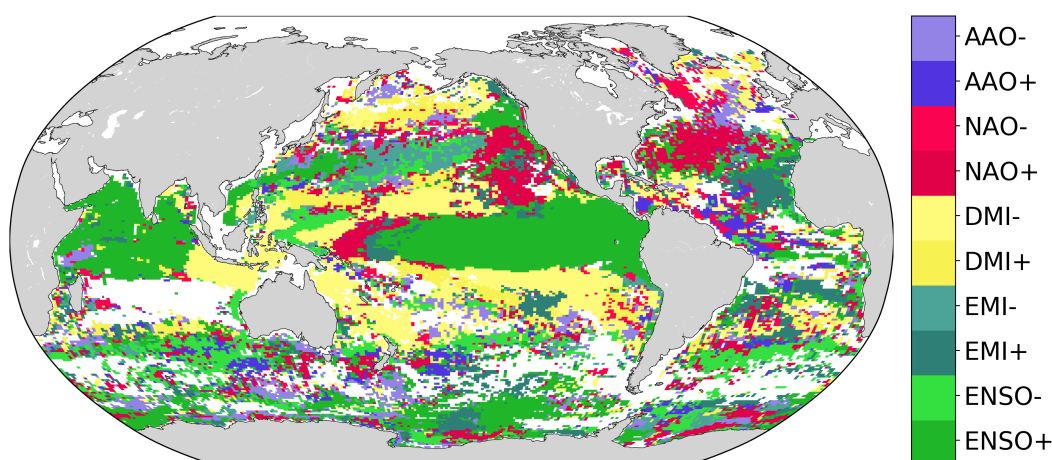 AAO-
AAO+
NAO-
NAO+
DMI-
DMI+
EMI-
EMI+
ENSO-
ENSO+